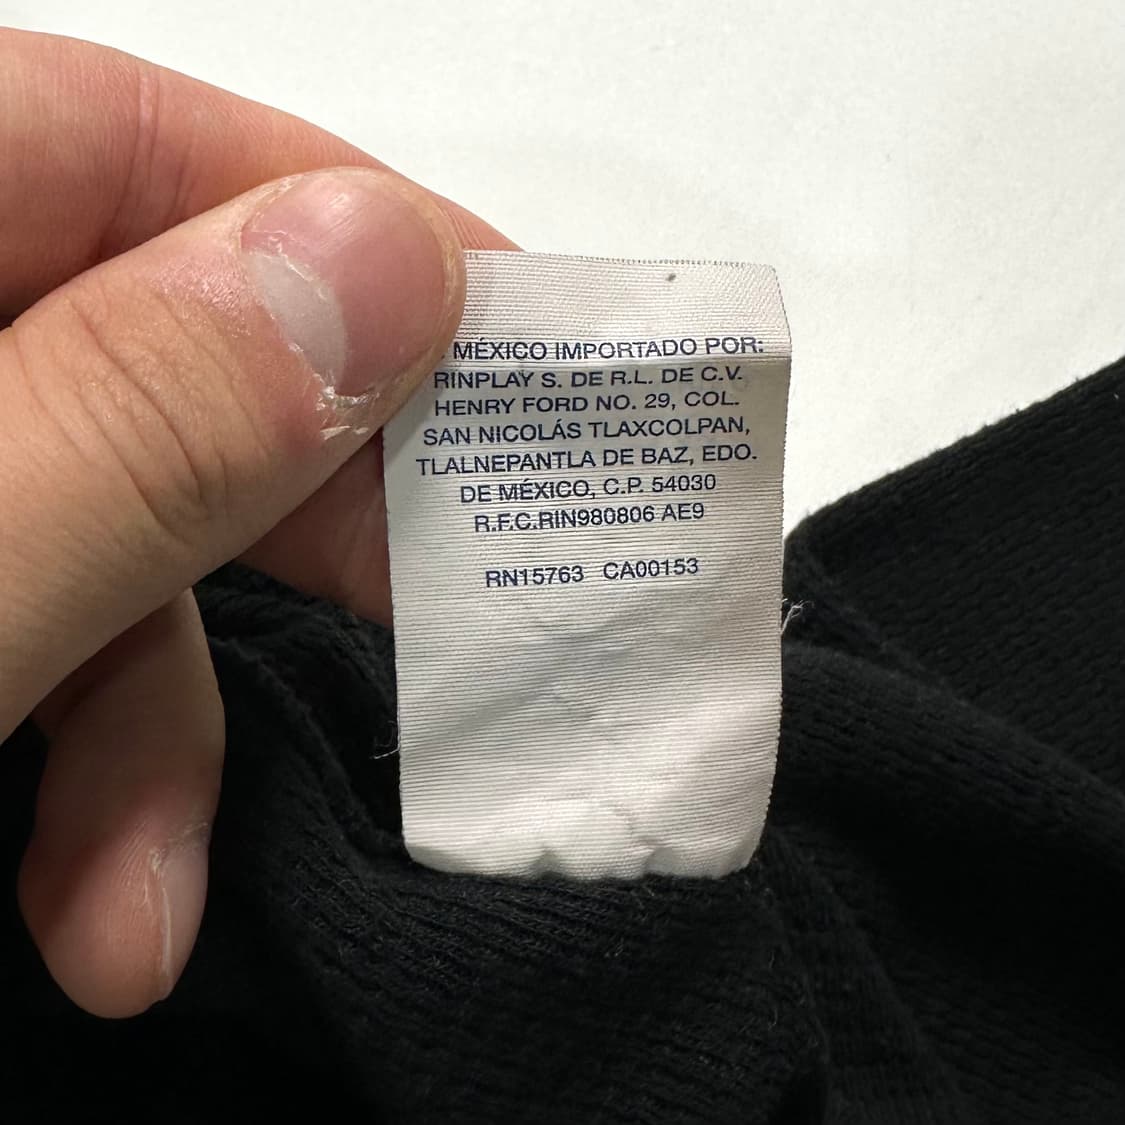 MÉXICO IMPORTADO POR:
RINPLAY S. DE R.L. DE C.V.
HENRY FORD NO. 29, COL.
SAN NICOLÁS TLAXCOLPAN,
TLALNEPANTLA DE BAZ, EDO.
DE MÉXICO, C.P. 54030
R.F.C.RIN980806 AE9
RN15763 CA00153